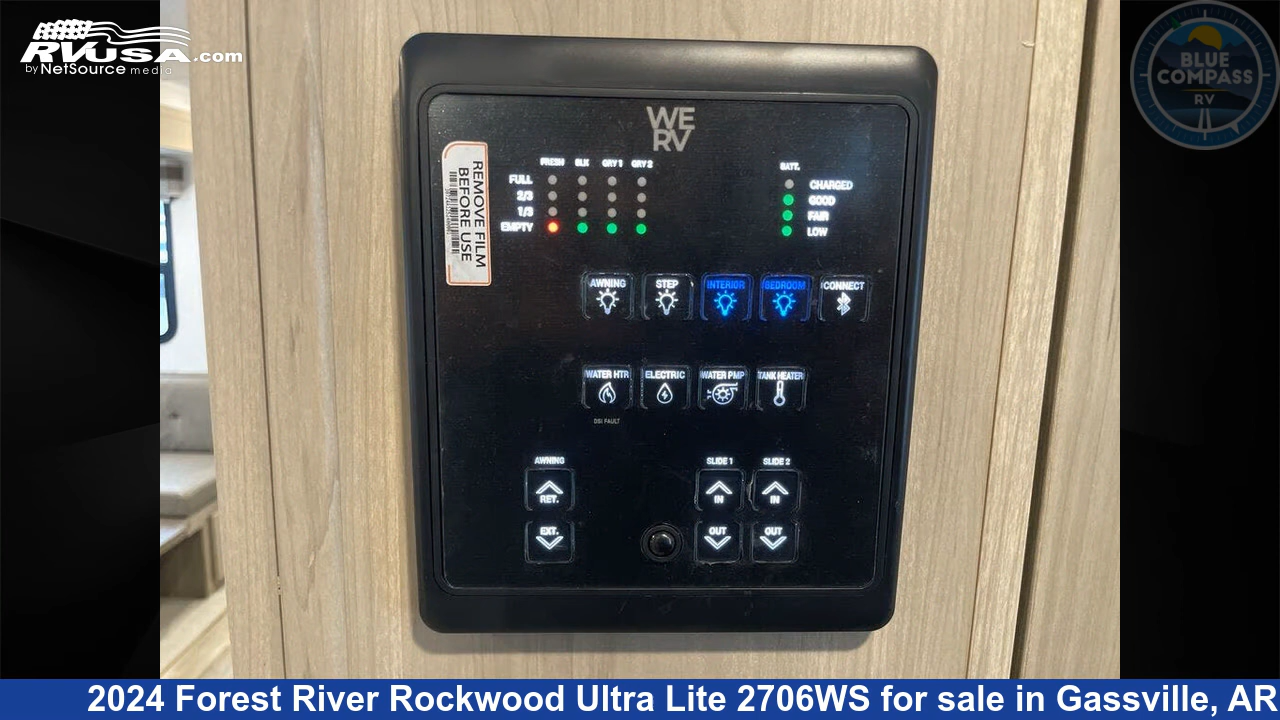 RVUSA.com
by NetSource media
BLUE
COMPASS
RV
WE
RV
REMOVE FILM
BEFORE USE
FRESH BLK GRY 1 GRY 2
FULL
2/3
1/3
EMPTY
BATT.
CHARGED
GOOD
FAIR
LOW
AWNING STEP INTERIOR BEDROOM CONNECT
WATER HTR ELECTRIC WATER PMP TANK HEATER
DSI FAULT
AWNING SLIDE 1 SLIDE 2
RET. IN IN
EXT. OUT OUT
2024 Forest River Rockwood Ultra Lite 2706WS for sale in Gassville, AR